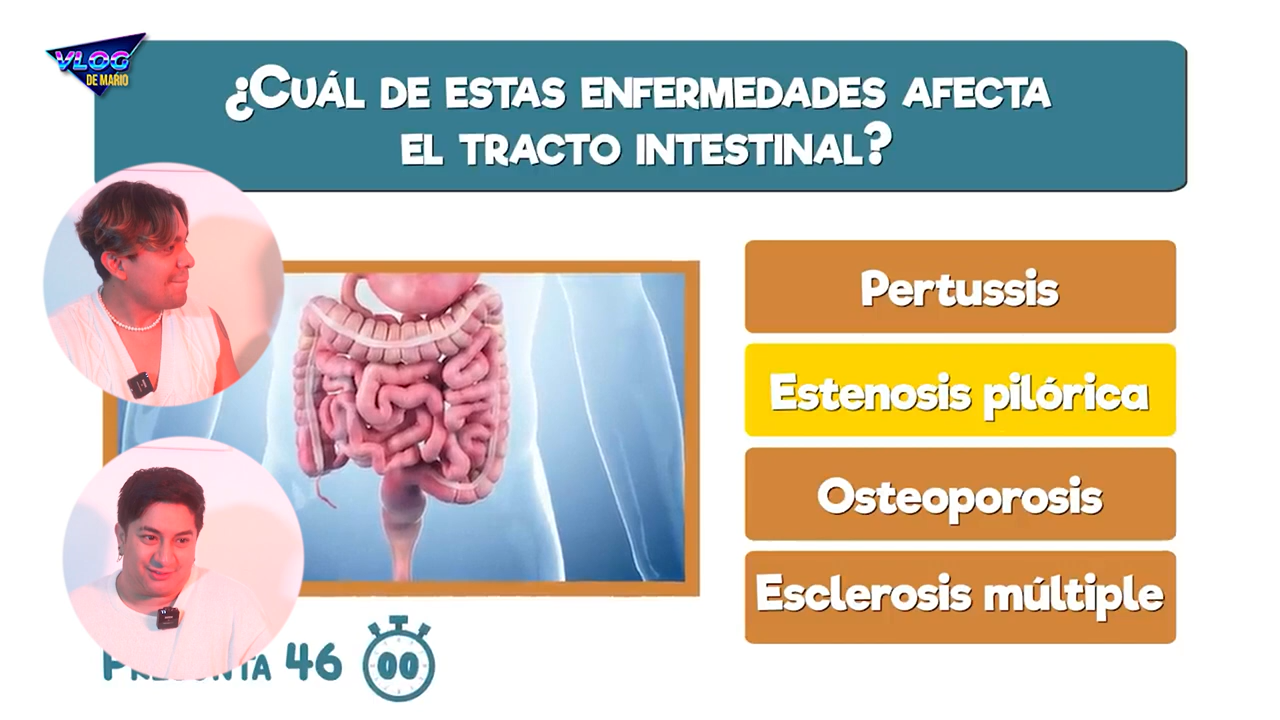 VLOG
DE MARIO
¿CUÁL DE ESTAS ENFERMEDADES AFECTA
EL TRACTO INTESTINAL?
Pertussis
Estenosis pilórica
Osteoporosis
Esclerosis múltiple
PREGUNTA 46
00